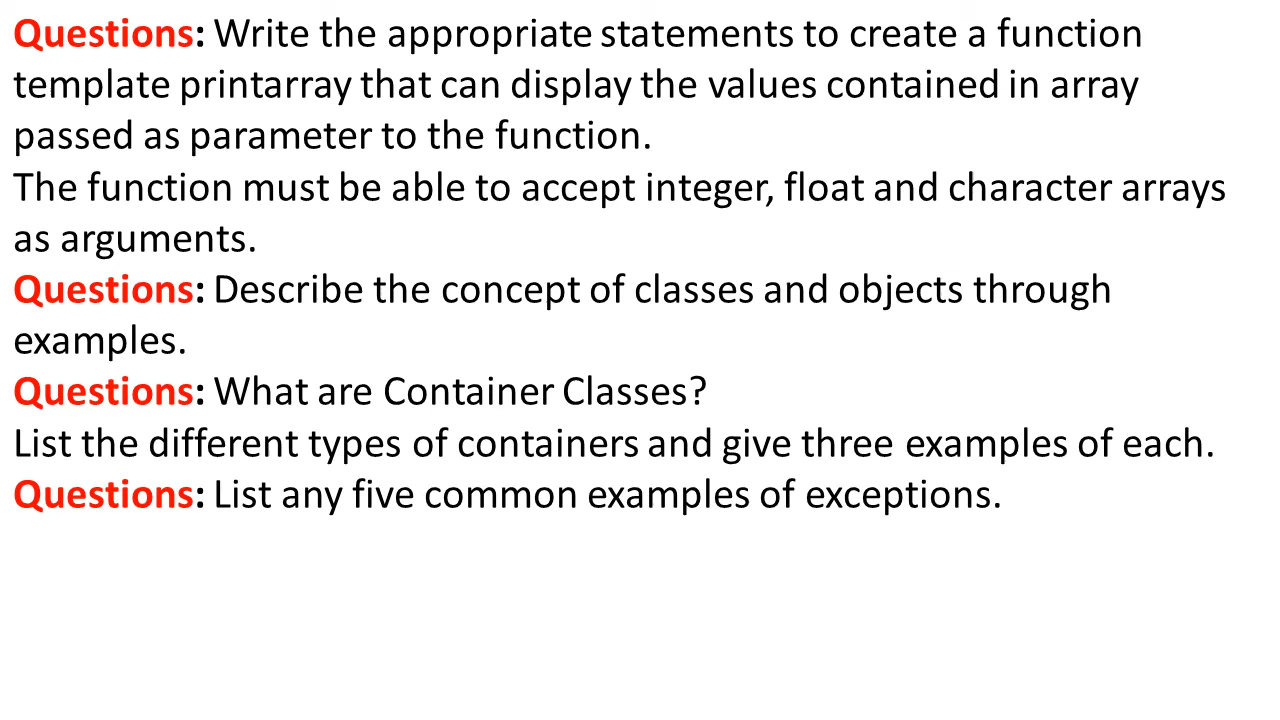 Questions: Write the appropriate statements to create a function
template printarray that can display the values contained in array
passed as parameter to the function.
The function must be able to accept integer, float and character arrays
as arguments.
Questions: Describe the concept of classes and objects through
examples.
Questions: What are Container Classes?
List the different types of containers and give three examples of each.
Questions: List any five common examples of exceptions.